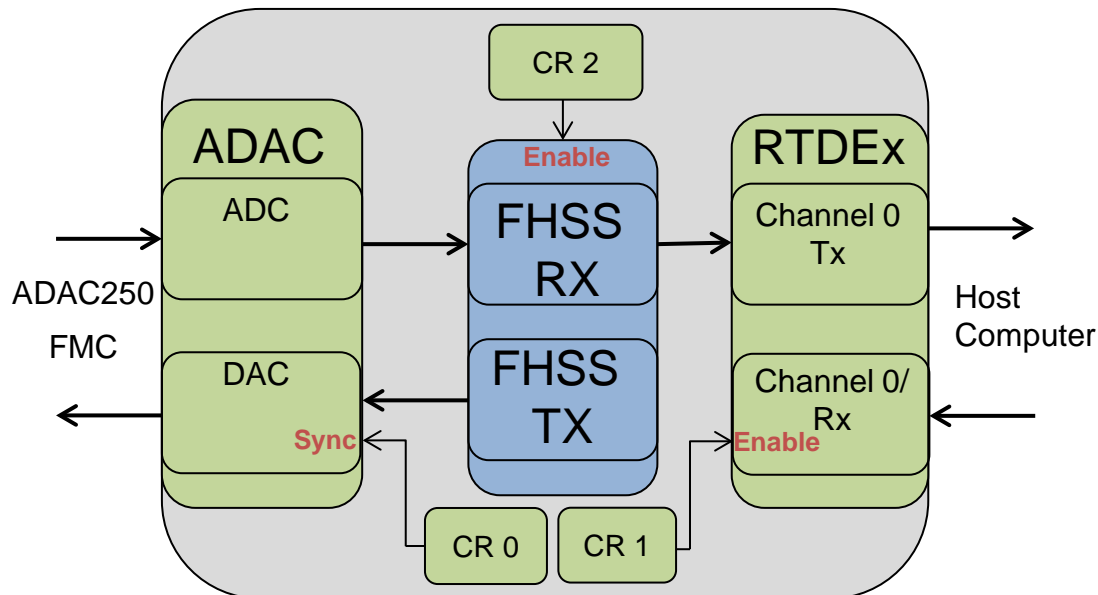 CR 2
ADAC
Enable
RTDEx
ADC
FHSS
RX
Channel 0
Tx
ADAC250
FMC
Host
Computer
DAC
FHSS
TX
Channel 0/
Rx
Sync
Enable
CR 0
CR 1